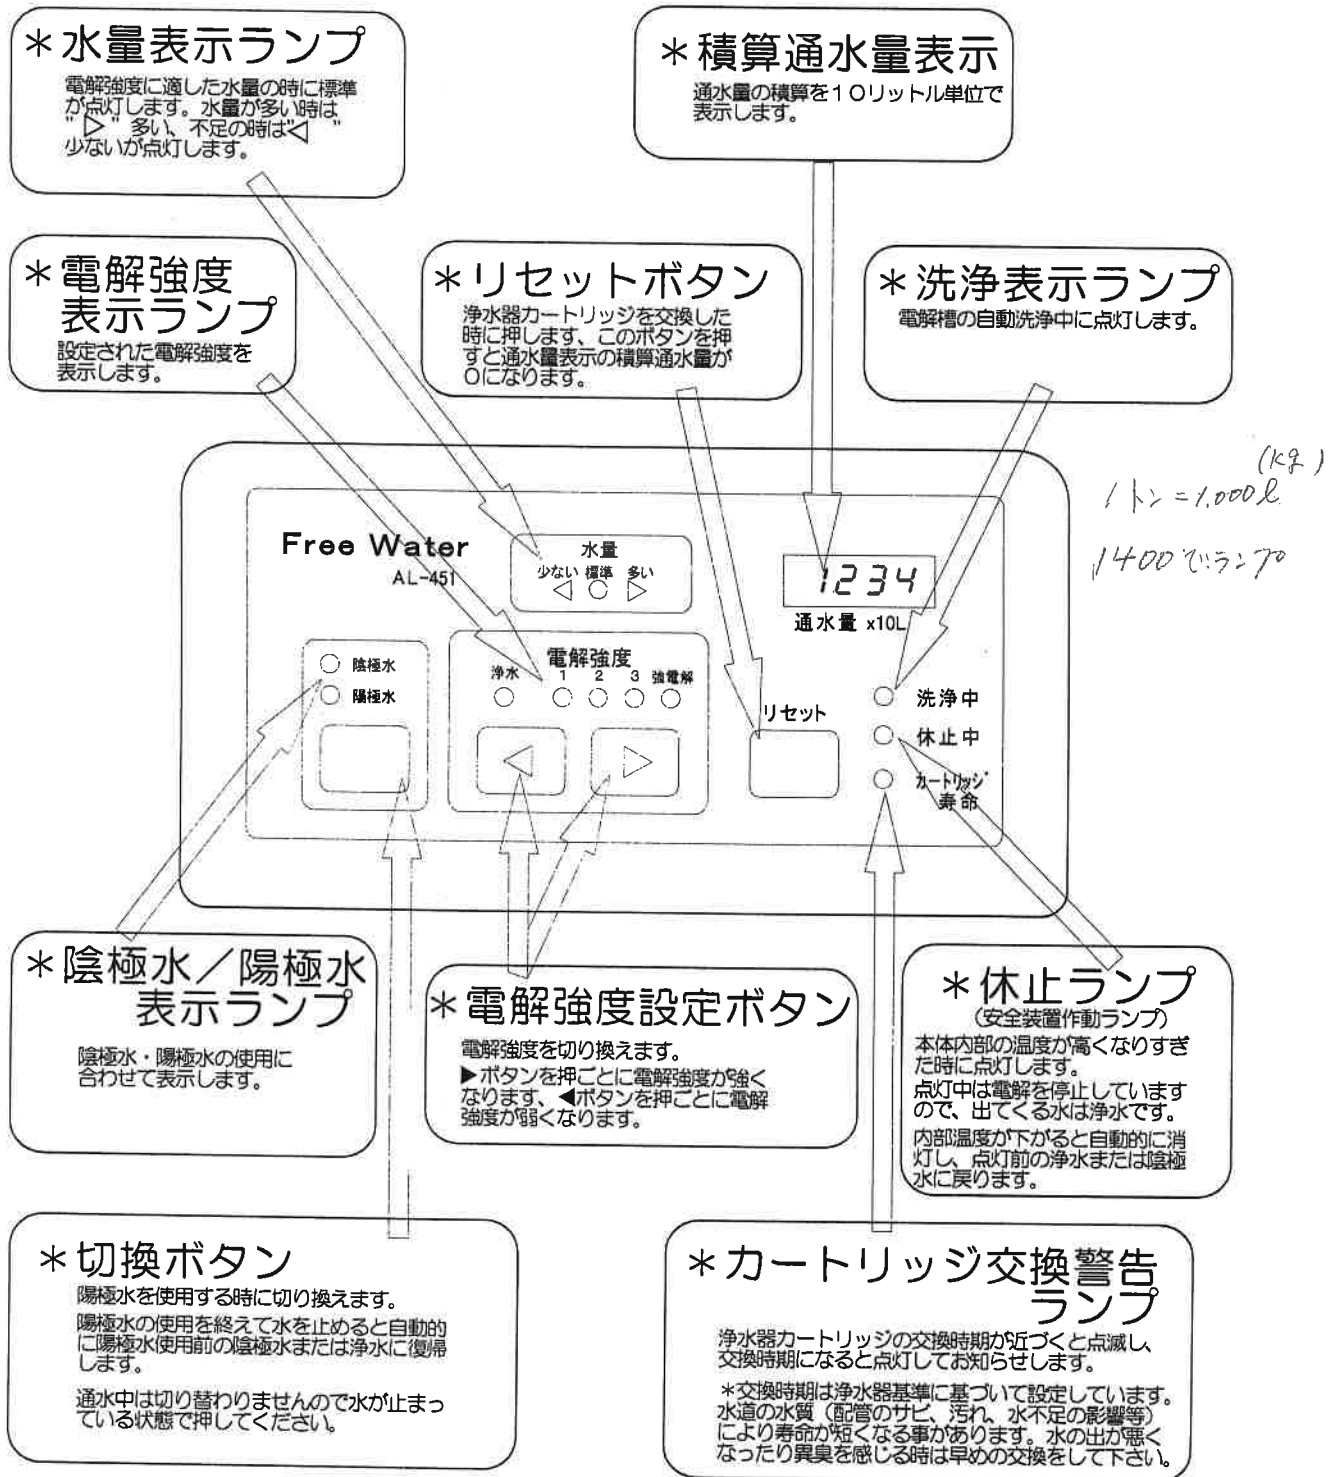 ＊水量表示ランプ
電解強度に適した水量の時に標準
が点灯します。水量が多い時は
"▷" 多い、不足の時は"◁ "
少ないが点灯します。
＊積算通水量表示
通水量の積算を10リットル単位で
表示します。
＊電解強度
表示ランプ
設定された電解強度を
表示します。
＊リセットボタン
浄水器カートリッジを交換した
時に押します、このボタンを押
すと通水量表示の積算通水量が
0になります。
＊洗浄表示ランプ
電解槽の自動洗浄中に点灯します。
(kg)
1トン=1,000ℓ
1400でランプ
Free Water
AL-451
水量
少ない 標準 多い
◁ ○ ▷
1234
通水量 x10L
陰極水
陽極水
電解強度
浄水 1 2 3 強電解
◁ ▷
リセット
洗浄中
休止中
カートリッジ
寿命
＊陰極水／陽極水
表示ランプ
陰極水・陽極水の使用に
合わせて表示します。
＊電解強度設定ボタン
電解強度を切り換えます。
▶ボタンを押ごとに電解強度が強く
なります、◀ボタンを押ごとに電解
強度が弱くなります。
＊休止ランプ
（安全装置作動ランプ）
本体内部の温度が高くなりすぎ
た時に点灯します。
点灯中は電解を停止しています
ので、出てくる水は浄水です。
内部温度が下がると自動的に消
灯し、点灯前の浄水または陰極
水に戻ります。
＊切換ボタン
陽極水を使用する時に切り換えます。
陽極水の使用を終えて水を止めると自動的
に陽極水使用前の陰極水または浄水に復帰
します。
通水中は切り替わりませんので水が止まっ
ている状態で押してください。
＊カートリッジ交換警告
ランプ
浄水器カートリッジの交換時期が近づくと点滅し、
交換時期になると点灯してお知らせします。
＊交換時期は浄水器基準に基づいて設定しています。
水道の水質（配管のサビ、汚れ、水不足の影響等）
により寿命が短くなる事があります。水の出が悪く
なったり異臭を感じる時は早めの交換をして下さい。